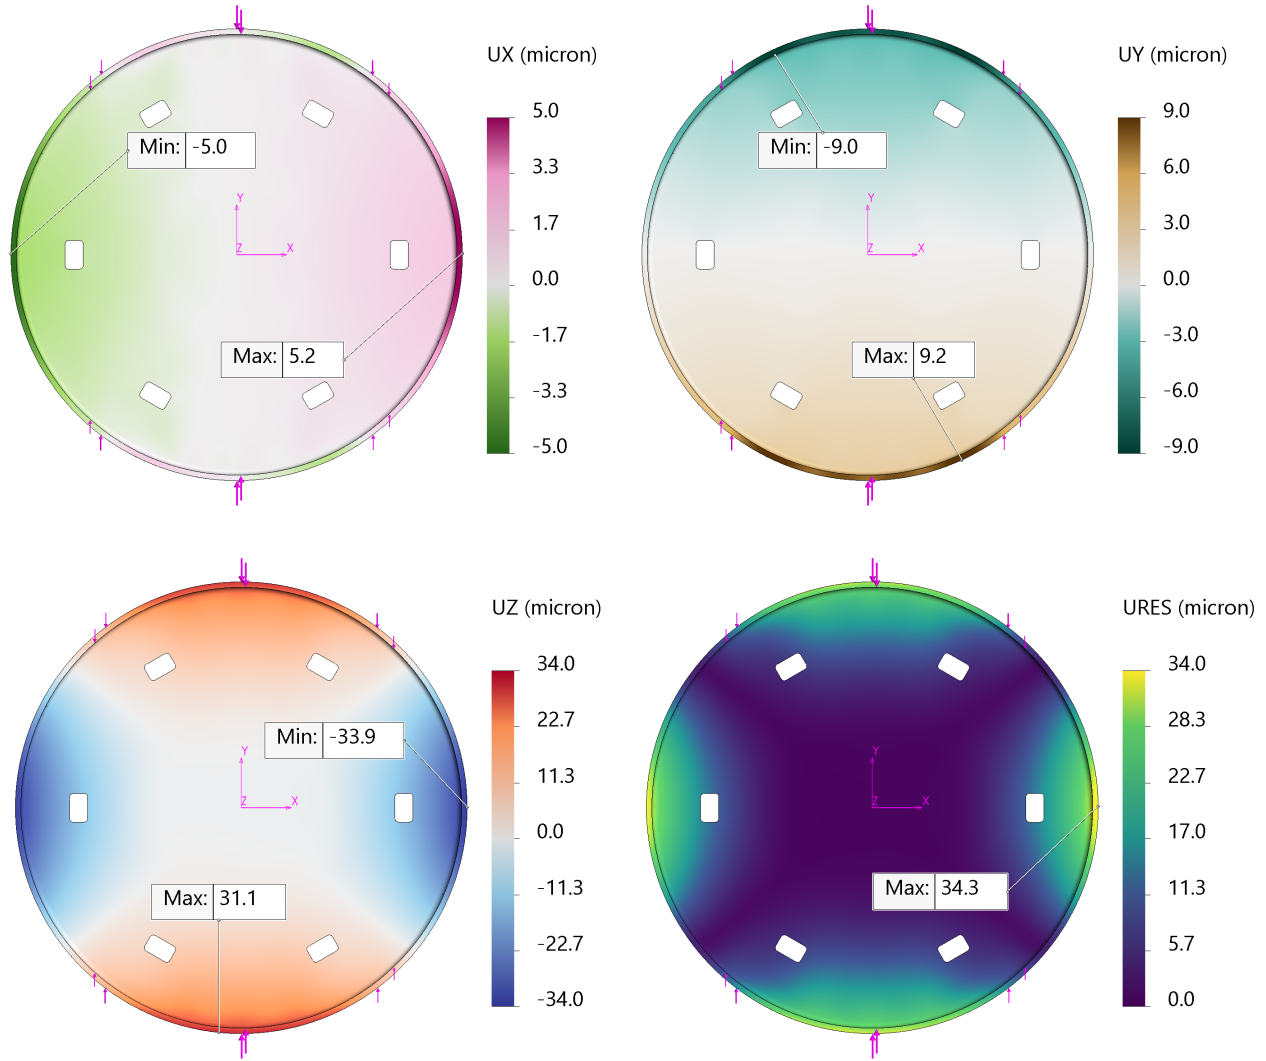 UX (micron)
5.0
3.3
1.7
0.0
-1.7
-3.3
-5.0
Min: -5.0
Max: 5.2
Y
Z
X
UY (micron)
9.0
6.0
3.0
0.0
-3.0
-6.0
-9.0
Min: -9.0
Max: 9.2
Y
Z
X
UZ (micron)
34.0
22.7
11.3
0.0
-11.3
-22.7
-34.0
Min: -33.9
Max: 31.1
Y
Z
X
URES (micron)
34.0
28.3
22.7
17.0
11.3
5.7
0.0
Max: 34.3
Y
Z
X